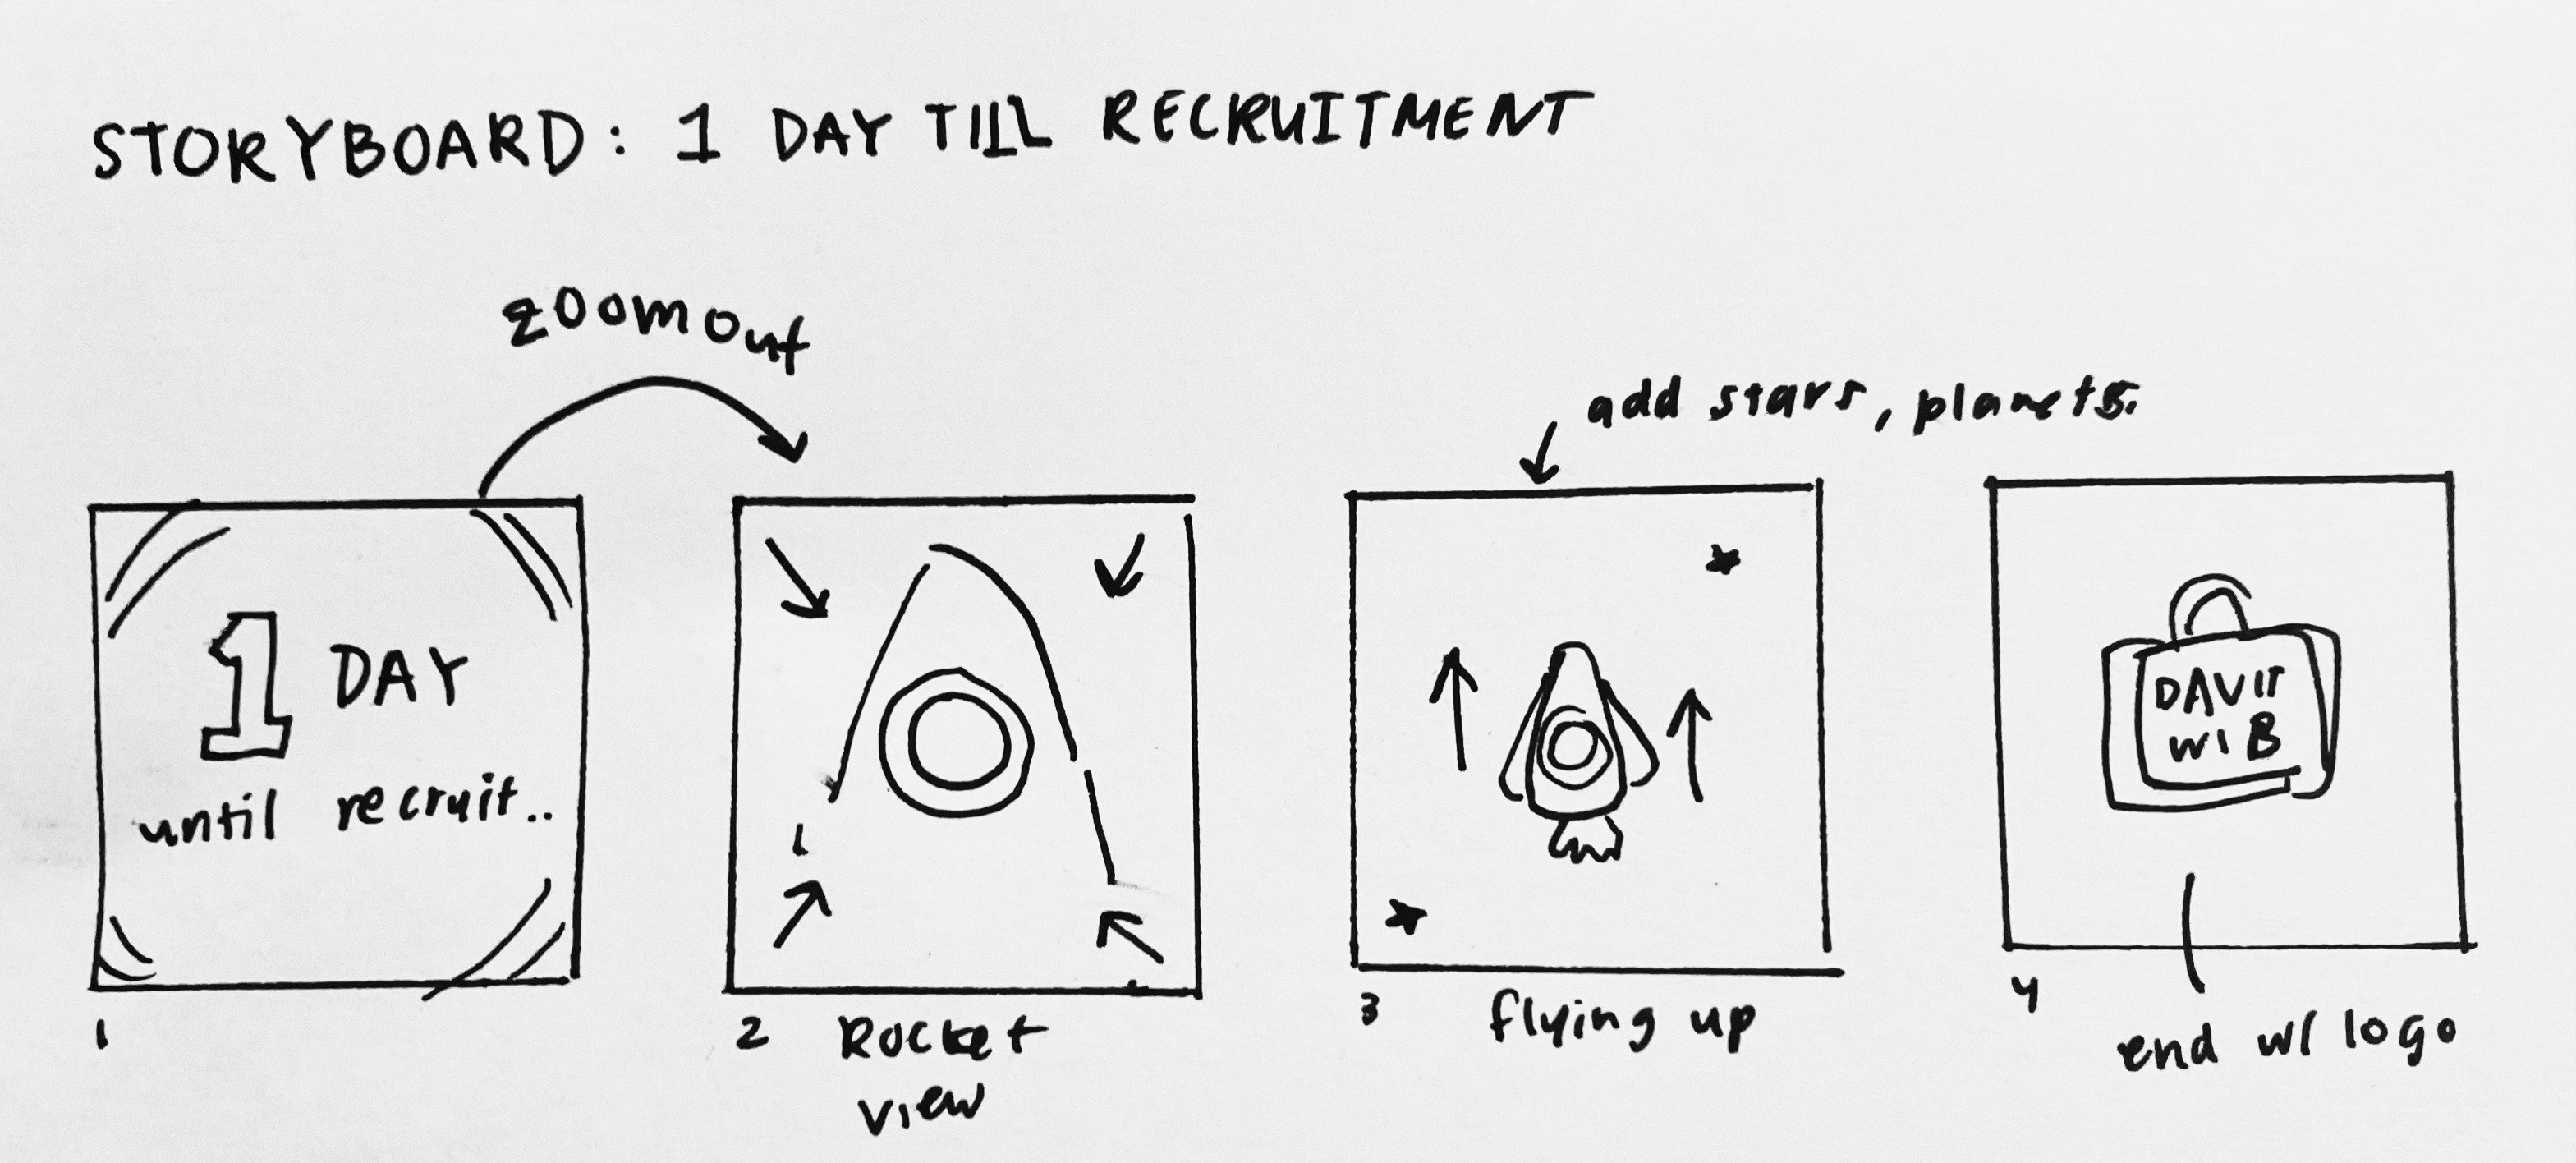 STORYBOARD: 1 DAY TILL RECRUITMENT
zoom out
add stars, planets.
1 DAY
until recruit..
DAVIS
WIB
1
2 Rocket
view
3 flying up
4
end w/ logo